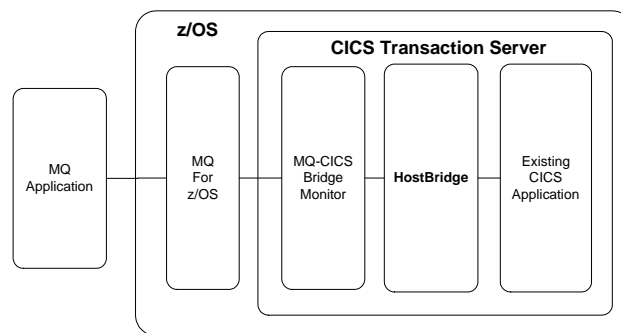 z/OS
CICS Transaction Server
MQ
Application
MQ
For
z/OS
MQ-CICS
Bridge
Monitor
HostBridge
Existing
CICS
Application